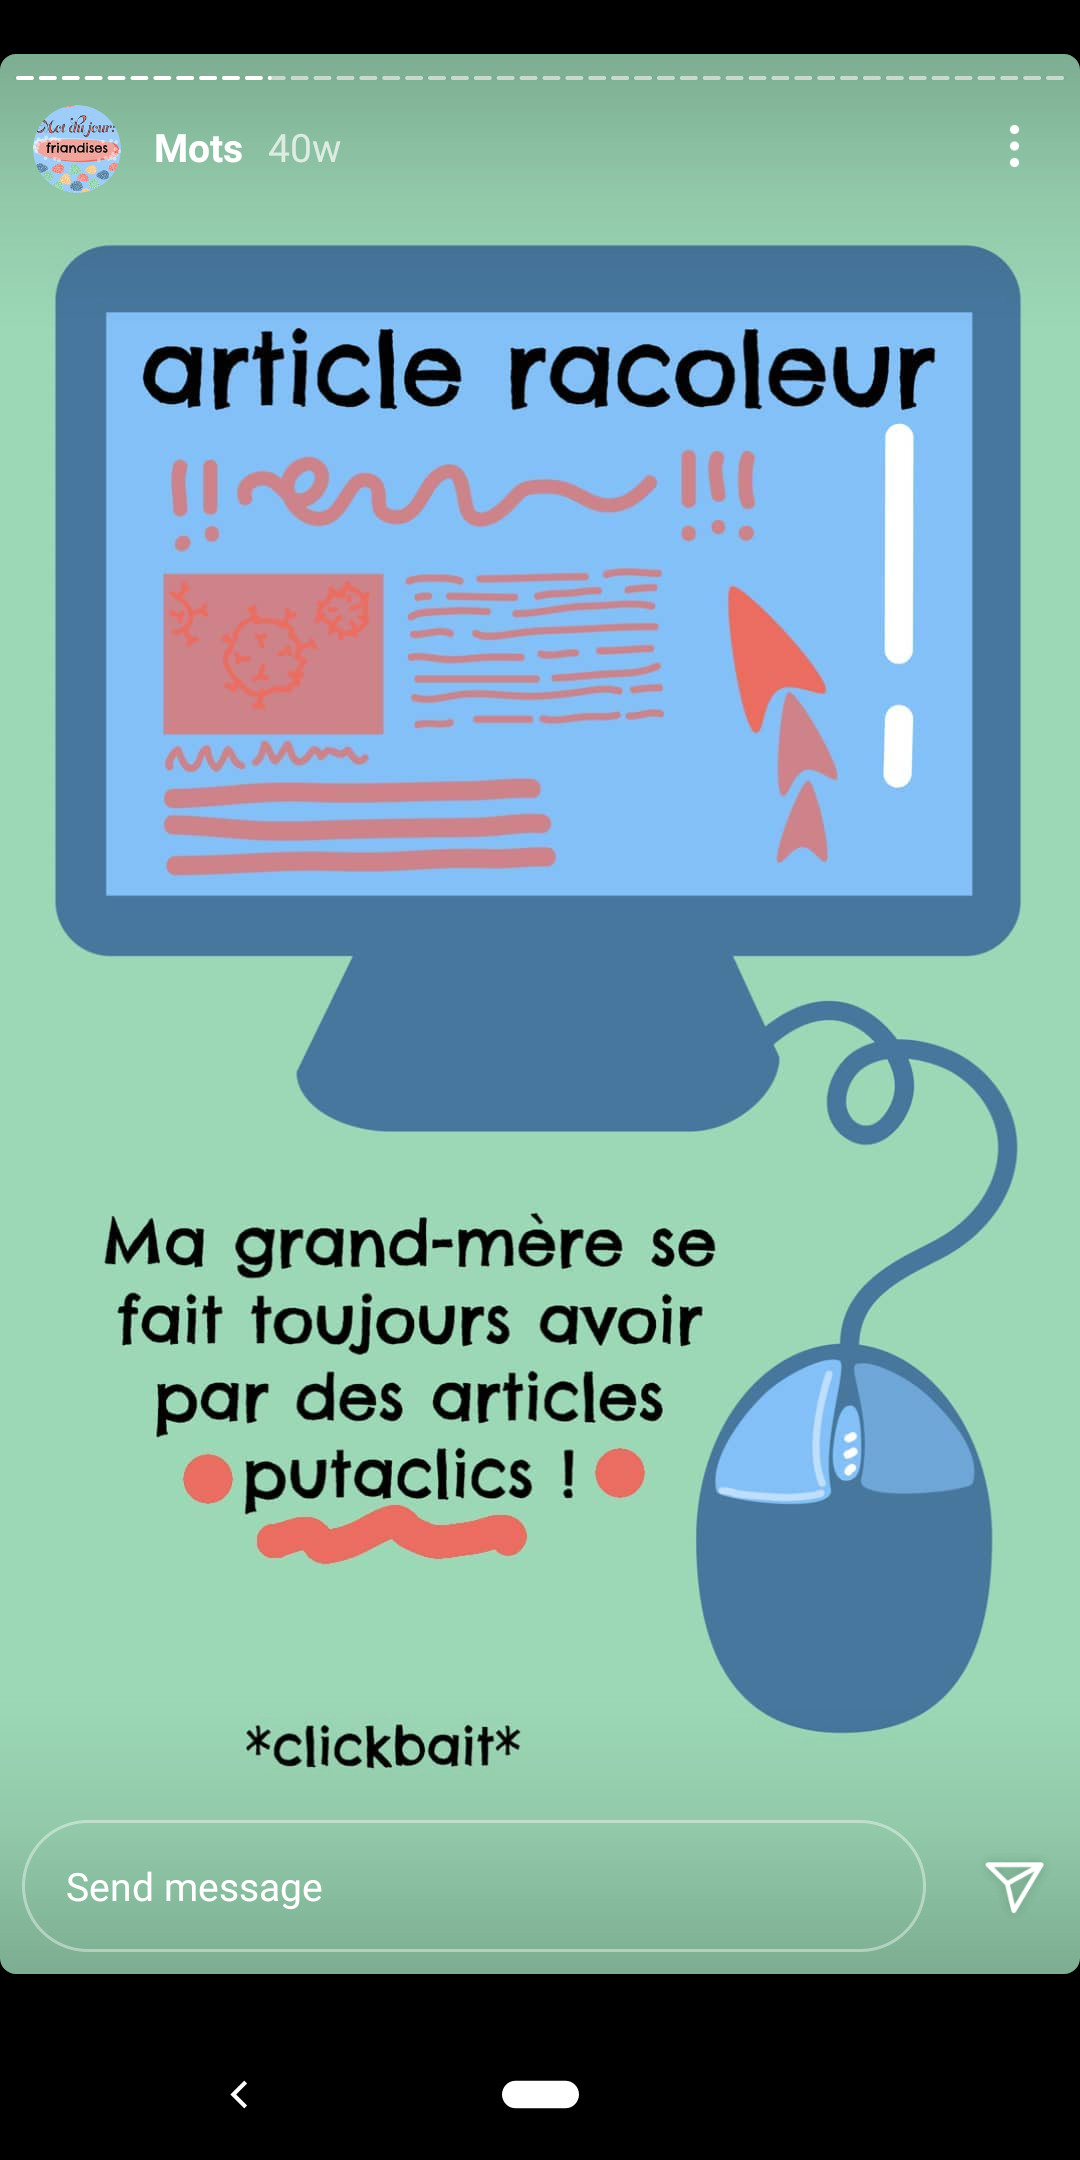 Mot du jour:
friandises
Mots 40w
article racoleur
!! !!!
Ma grand-mère se
fait toujours avoir
par des articles
putaclics !
*clickbait*
Send message